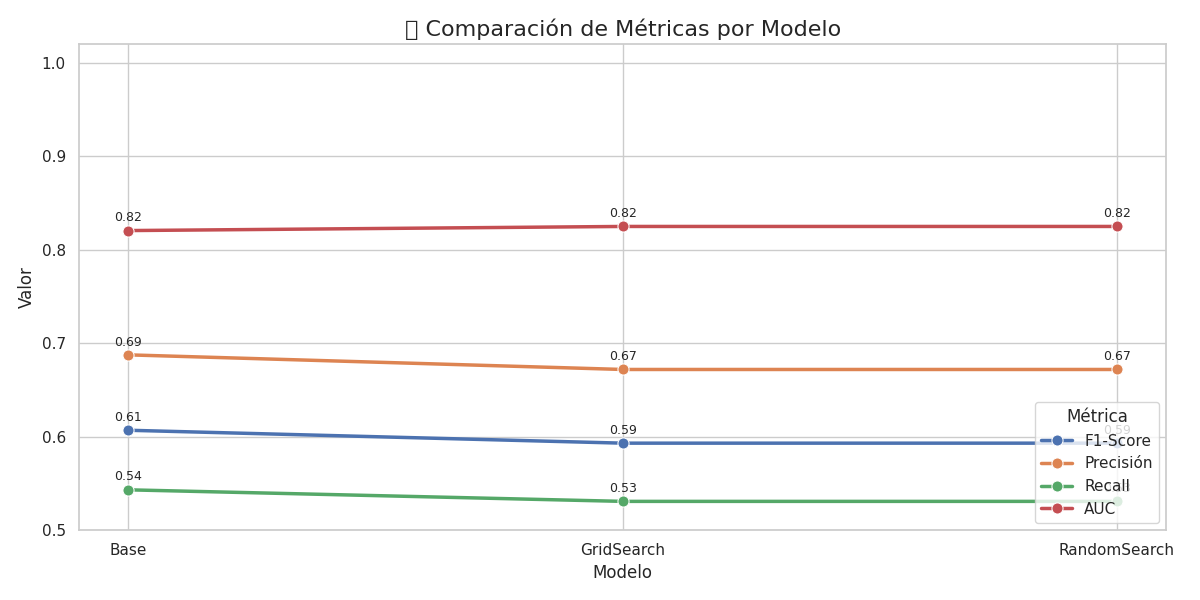 Comparación de Métricas por Modelo
1.0
0.9
0.8
0.7
0.6
0.5
Valor
0.82
0.82
0.82
0.69
0.67
0.67
0.61
0.59
0.59
0.54
0.53
Métrica
F1-Score
Precisión
Recall
AUC
Base
GridSearch
RandomSearch
Modelo